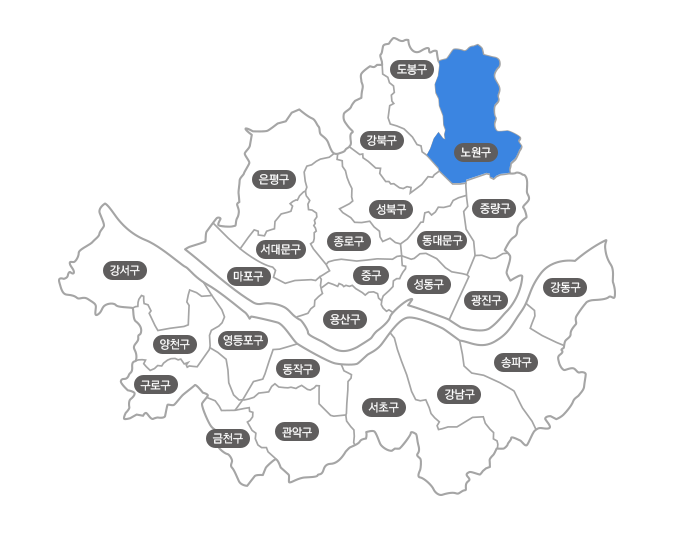 도봉구
강북구
노원구
은평구
성북구
중랑구
서대문구
종로구
동대문구
강서구
마포구
중구
성동구
광진구
강동구
용산구
양천구
영등포구
동작구
송파구
구로구
강남구
서초구
금천구
관악구